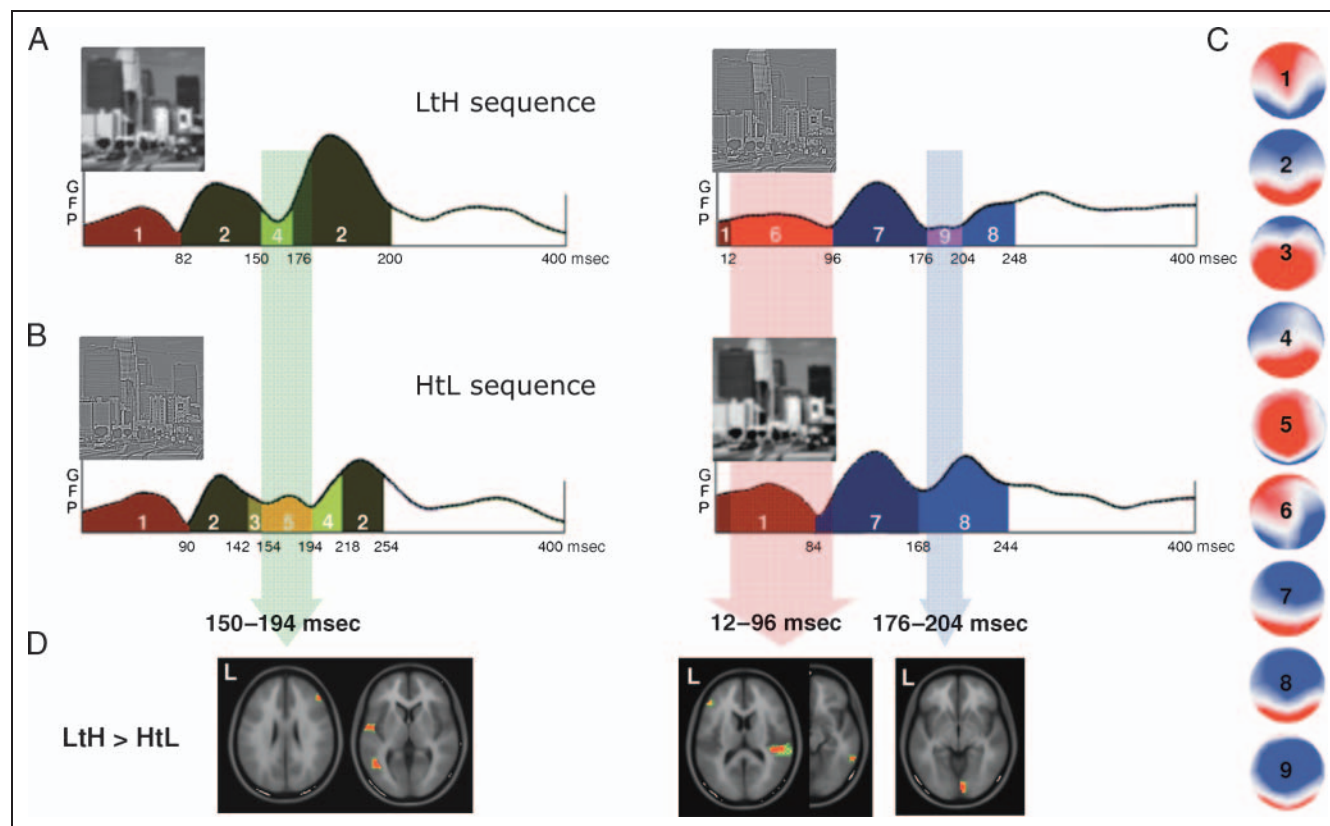 A
C
LtH sequence
G
F
P
1
2
4
2
82
150
176
200
400 msec
G
F
P
1
6
7
9
8
12
96
176
204
248
400 msec
B
HtL sequence
G
F
P
1
2
3
5
4
2
90
142
154
194
218
254
400 msec
G
F
P
1
7
8
84
168
244
400 msec
1
2
3
4
5
6
7
8
9
150–194 msec
12–96 msec
176–204 msec
D
LtH > HtL
L
L
L